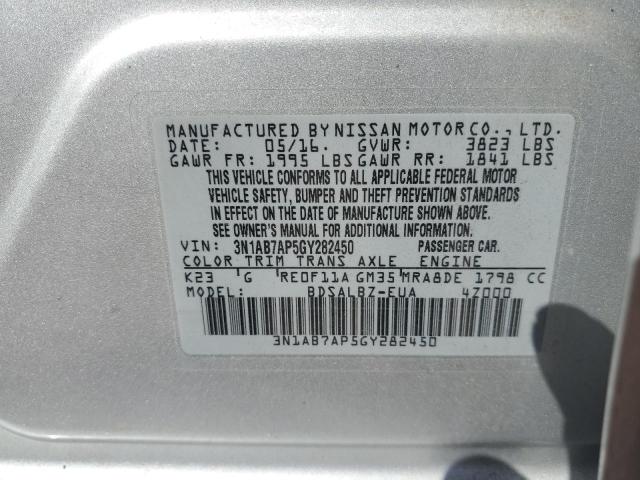 MANUFACTURED BY NISSAN MOTOR CO., LTD.
DATE: 05/16. GVWR: 3823 LBS
GAWR FR: 1995 LBS GAWR RR: 1841 LBS
THIS VEHICLE CONFORMS TO ALL APPLICABLE FEDERAL MOTOR
VEHICLE SAFETY, BUMPER AND THEFT PREVENTION STANDARDS
IN EFFECT ON THE DATE OF MANUFACTURE SHOWN ABOVE.
SEE OWNER'S MANUAL FOR ADDITIONAL INFORMATION.
VIN: 3N1AB7AP5GY282450 PASSENGER CAR.
COLOR TRIM TRANS AXLE ENGINE
K23 'G RE0F11A GM35 MRA8DE 1798 CC
MODEL: BDSALBZ-EUA 4Z000
3N1AB7AP5GY282450